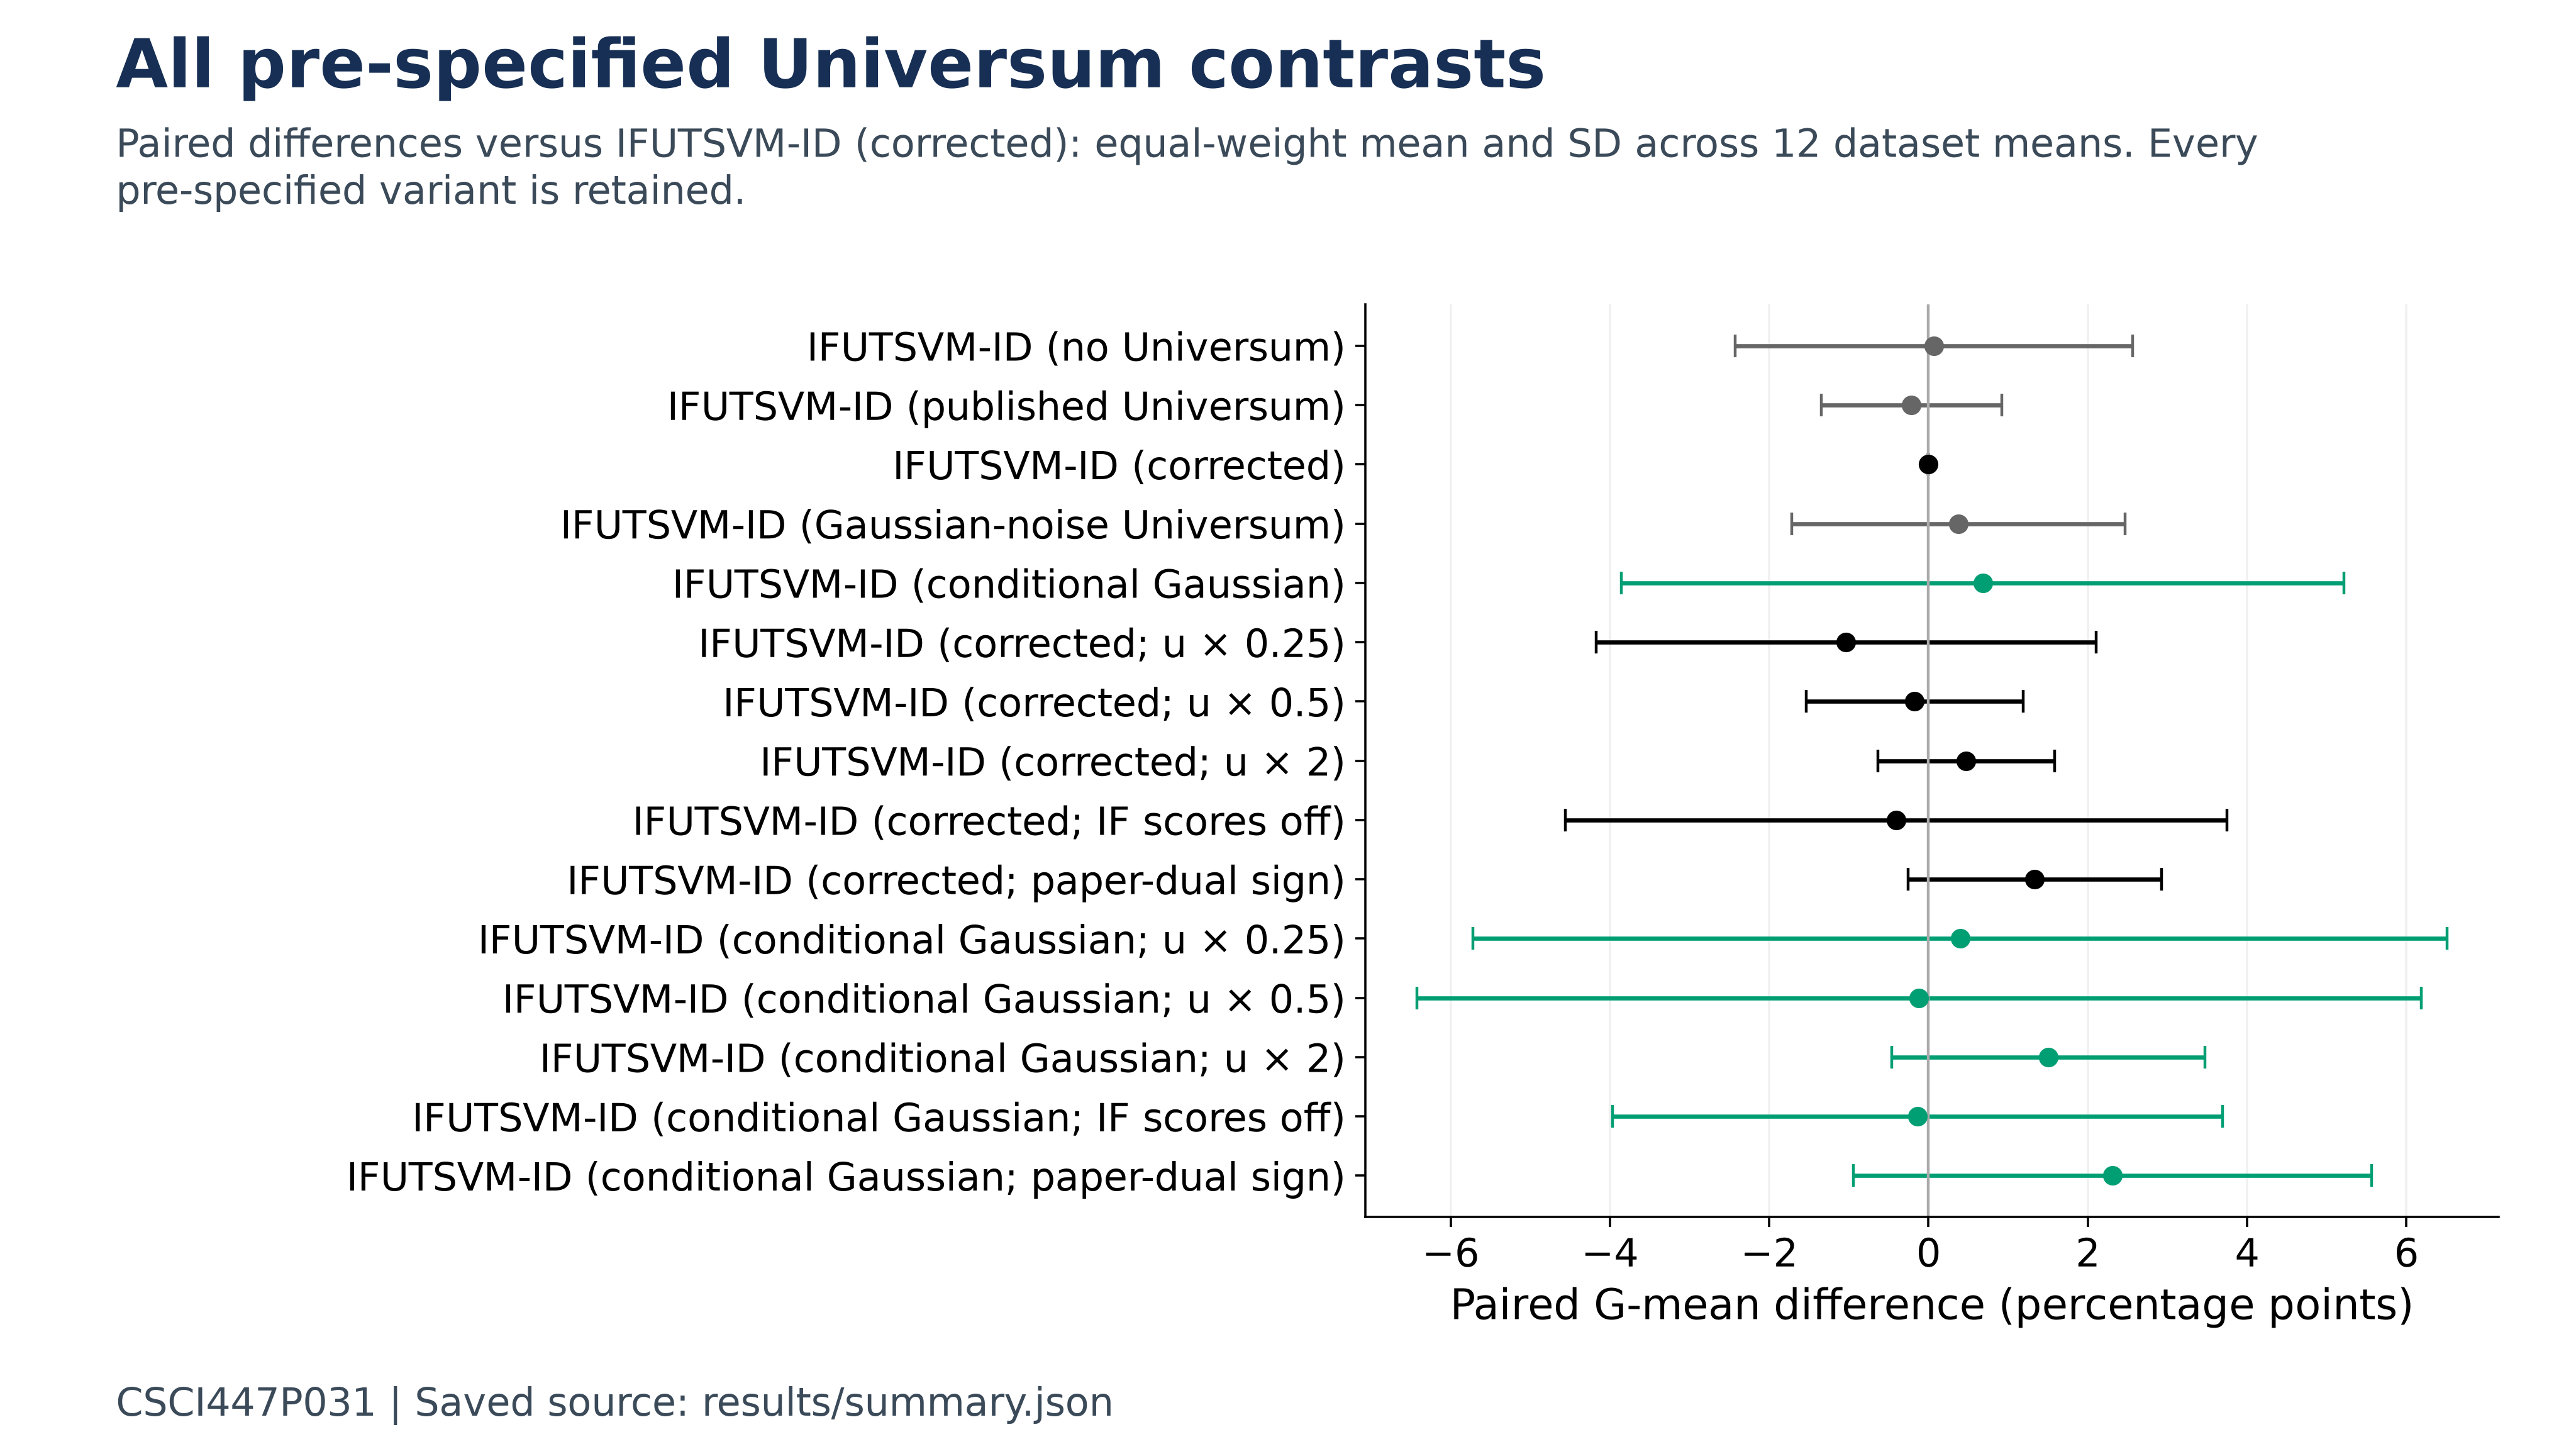 All pre-specified Universum contrasts
Paired differences versus IFUTSVM-ID (corrected): equal-weight mean and SD across 12 dataset means. Every
pre-specified variant is retained.
IFUTSVM-ID (no Universum)
IFUTSVM-ID (published Universum)
IFUTSVM-ID (corrected)
IFUTSVM-ID (Gaussian-noise Universum)
IFUTSVM-ID (conditional Gaussian)
IFUTSVM-ID (corrected; u × 0.25)
IFUTSVM-ID (corrected; u × 0.5)
IFUTSVM-ID (corrected; u × 2)
IFUTSVM-ID (corrected; IF scores off)
IFUTSVM-ID (corrected; paper-dual sign)
IFUTSVM-ID (conditional Gaussian; u × 0.25)
IFUTSVM-ID (conditional Gaussian; u × 0.5)
IFUTSVM-ID (conditional Gaussian; u × 2)
IFUTSVM-ID (conditional Gaussian; IF scores off)
IFUTSVM-ID (conditional Gaussian; paper-dual sign)
−6 −4 −2 0 2 4 6
Paired G-mean difference (percentage points)
CSCI447P031 | Saved source: results/summary.json